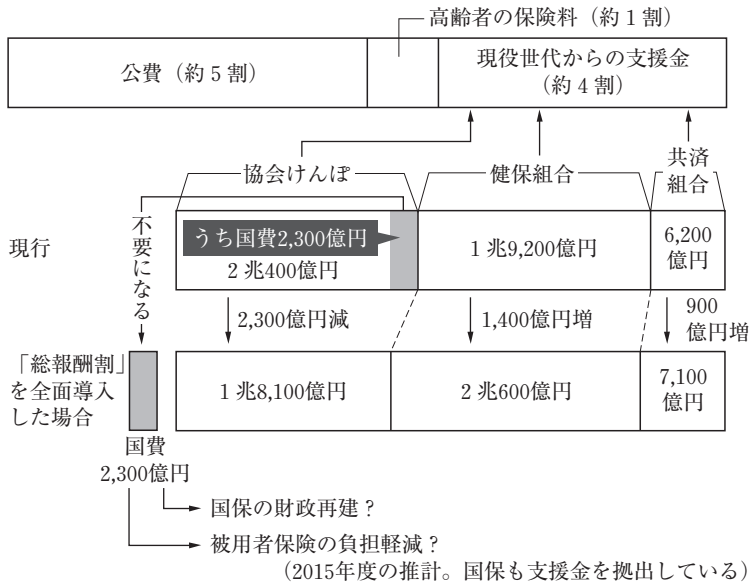 高齢者の保険料（約1割）
公費（約5割）
現役世代からの支援金
（約4割）
協会けんぽ
健保組合
共済
組合
不要になる
現行
うち国費2,300億円
2兆400億円
1兆9,200億円
6,200
億円
2,300億円減
1,400億円増
900
億円増
「総報酬割」
を全面導入
した場合
1兆8,100億円
2兆600億円
7,100
億円
国費
2,300億円
国保の財政再建？
被用者保険の負担軽減？
（2015年度の推計。国保も支援金を拠出している）